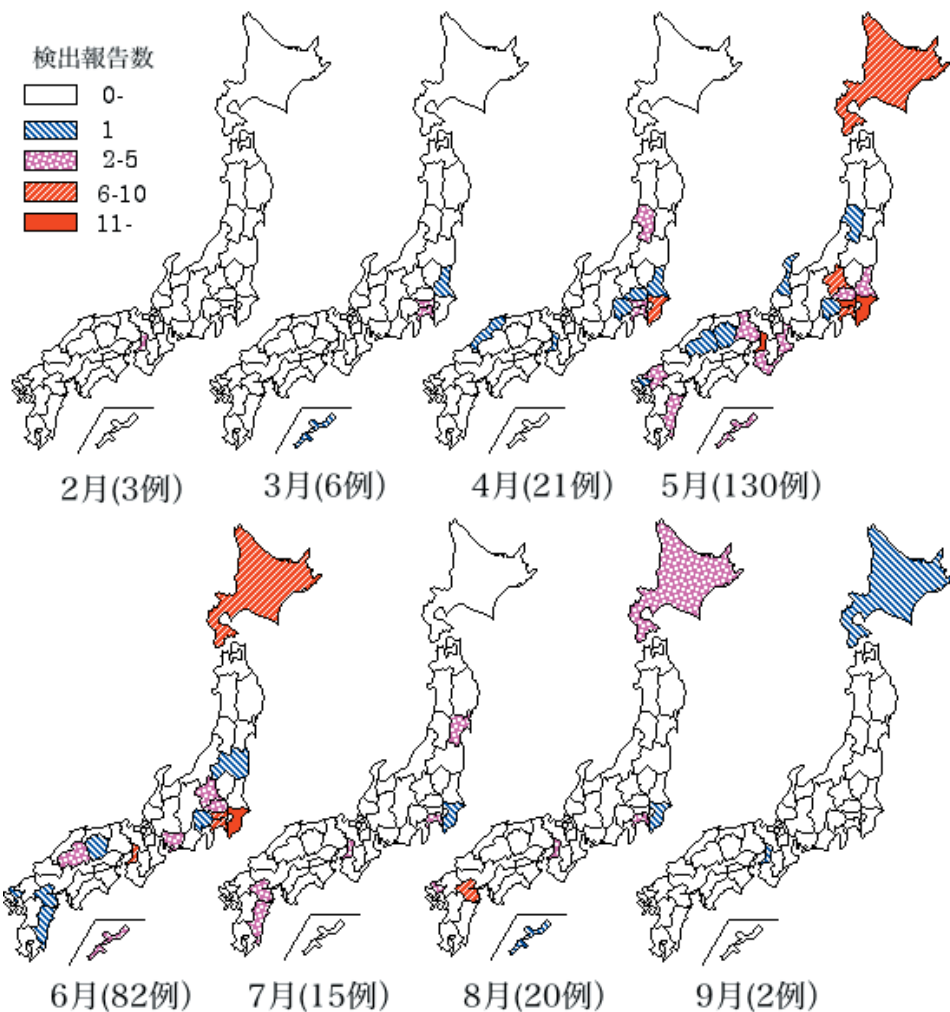 検出報告数
0-
1
2-5
6-10
11-
2月(3例)
3月(6例)
4月(21例)
5月(130例)
6月(82例)
7月(15例)
8月(20例)
9月(2例)